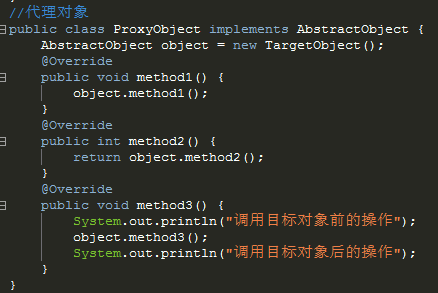 //代理对象
public class ProxyObject implements AbstractObject {
    AbstractObject object = new TargetObject();
    @Override
    public void method1() {
        object.method1();
    }
    @Override
    public int method2() {
        return object.method2();
    }
    @Override
    public void method3() {
        System.out.println("调用目标对象前的操作");
        object.method3();
        System.out.println("调用目标对象后的操作");
    }
}